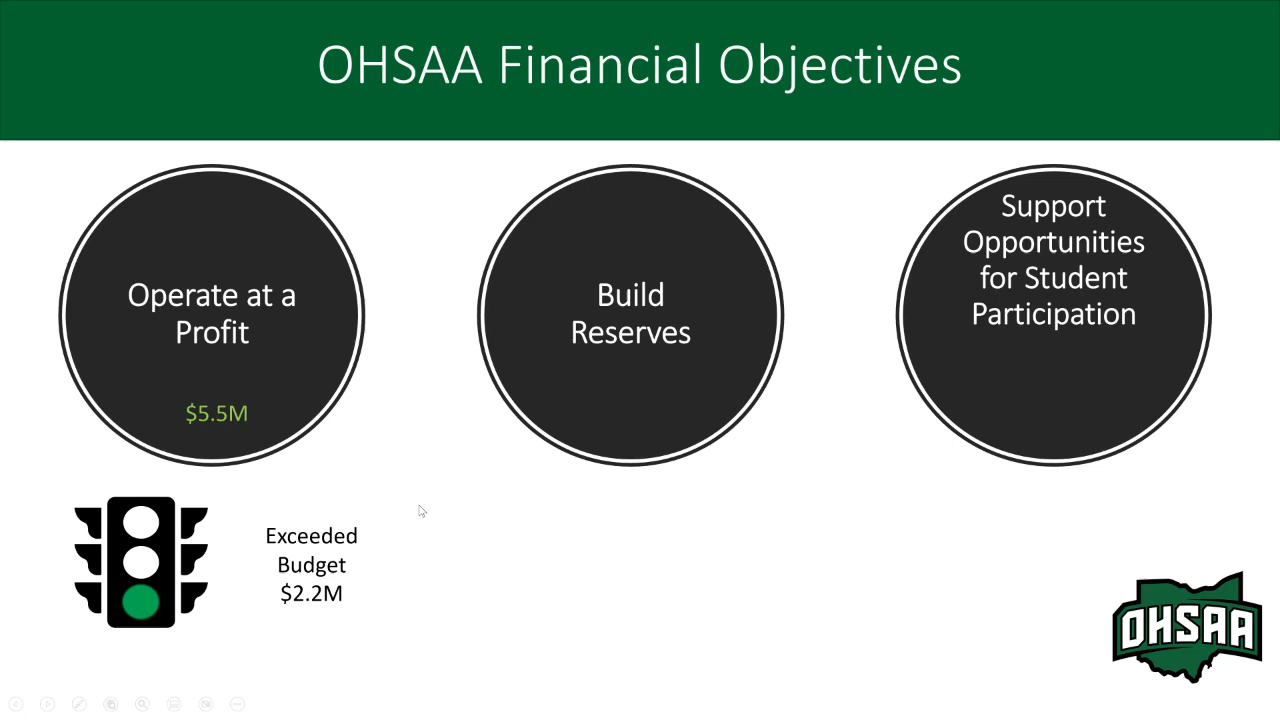 OHSAA Financial Objectives
Operate at a
Profit
$5.5M
Build
Reserves
Support
Opportunities
for Student
Participation
Exceeded
Budget
$2.2M
OHSAA